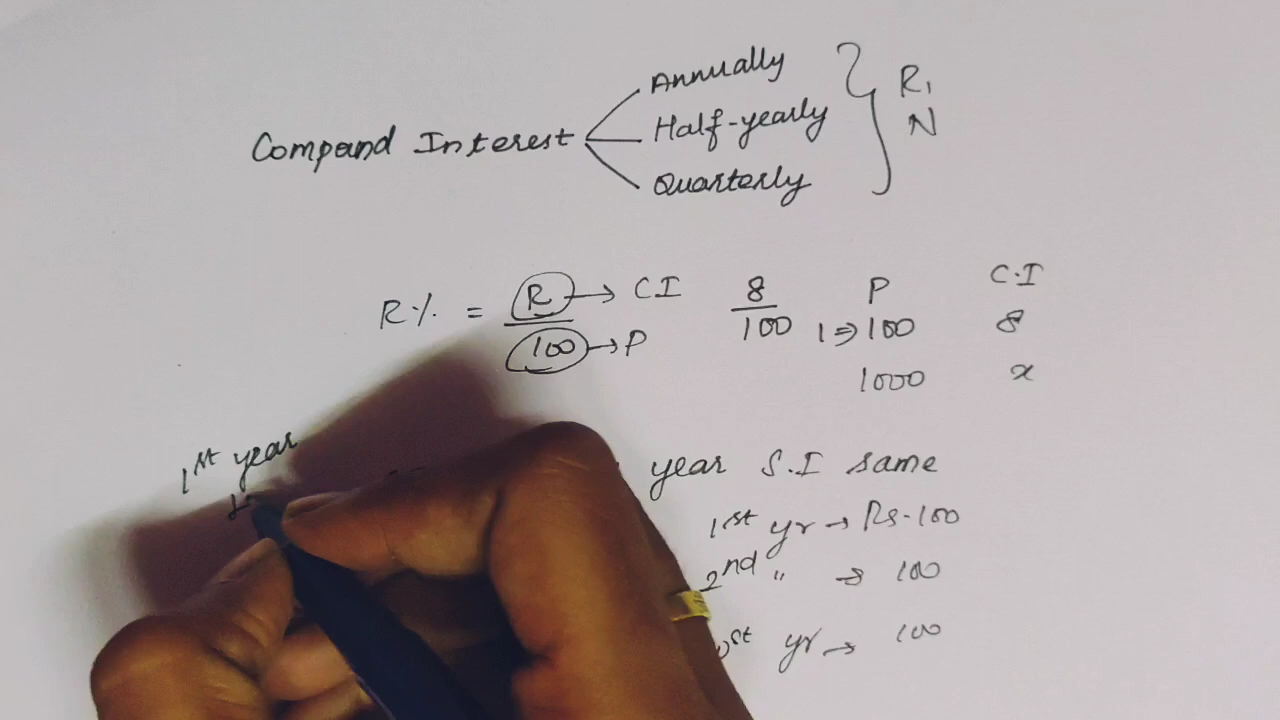 Annually
Compound Interest Half-yearly R,
N
Quarterly
R% = R → CI 8 P C.I
100 → P 100 1 ⇒ 100 8
1000 x
1st year
year S.I same
1st yr → Rs-100
2nd " → 100
yr → 100